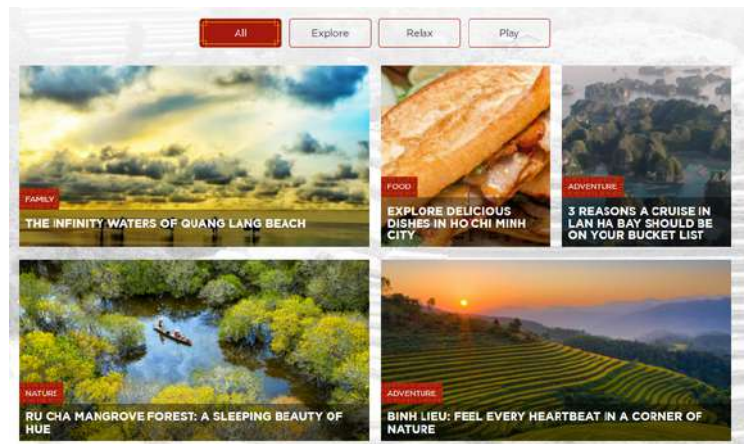 All
Explore
Relax
Play
FAMILY
THE INFINITY WATERS OF QUANG LANG BEACH
FOOD
EXPLORE DELICIOUS
DISHES IN HO CHI MINH
CITY
ADVENTURE
3 REASONS A CRUISE IN
LAN HA BAY SHOULD BE
ON YOUR BUCKET LIST
NATURE
RU CHA MANGROVE FOREST: A SLEEPING BEAUTY OF
HUE
ADVENTURE
BINH LIEU: FEEL EVERY HEARTBEAT IN A CORNER OF
NATURE